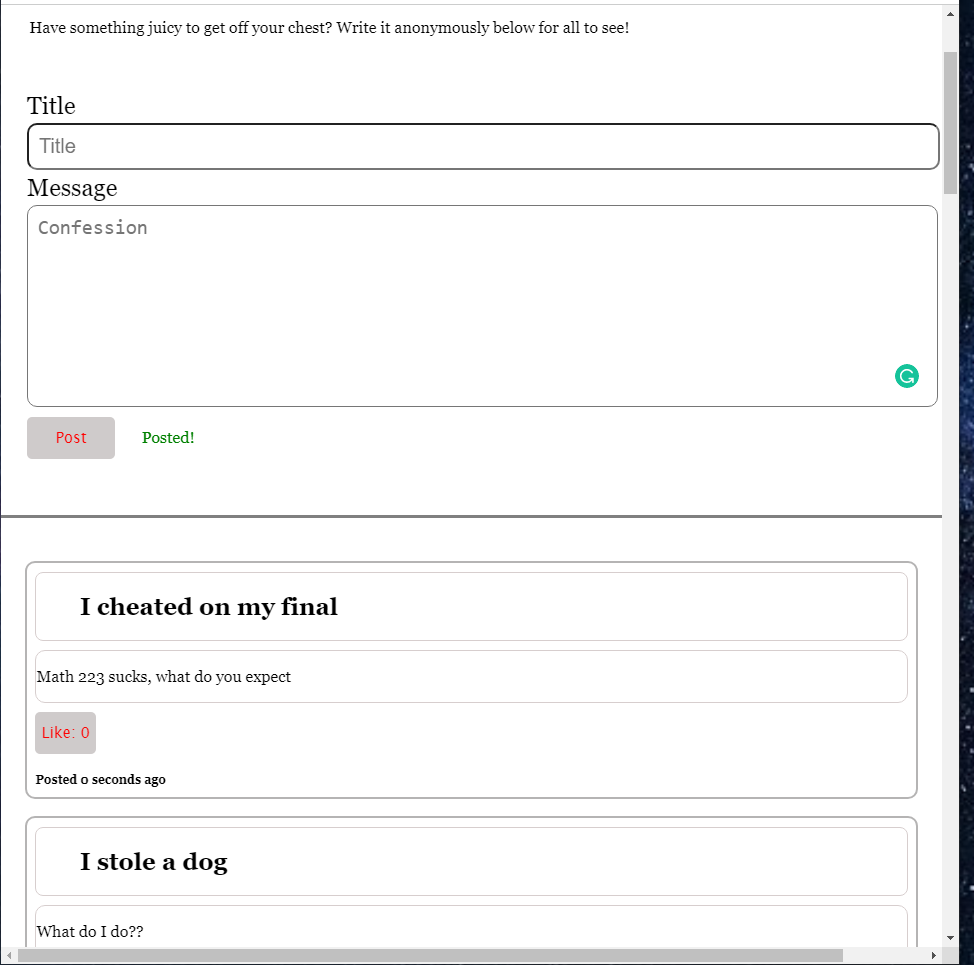 Have something juicy to get off your chest? Write it anonymously below for all to see!
Title
Title
Message
Confession
Post Posted!
I cheated on my final
Math 223 sucks, what do you expect
Like: 0
Posted 0 seconds ago
I stole a dog
What do I do??